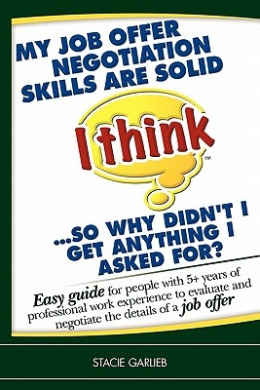 MY JOB OFFER
NEGOTIATION
SKILLS ARE SOLID
I think
TM
...SO WHY DIDN'T I
GET ANYTHING I
ASKED FOR?
Easy guide for people with 5+ years of
professional work experience to evaluate and
negotiate the details of a job offer
STACIE GARLIEB